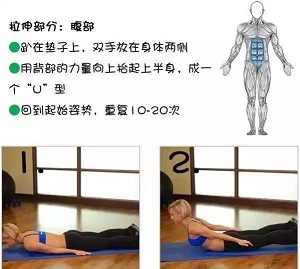 拉伸部分：腹部
●趴在垫子上，双手放在身体两侧
●用背部的力量向上抬起上半身，成一
个“U”型
●回到起始姿势，重复10-20次
1
2